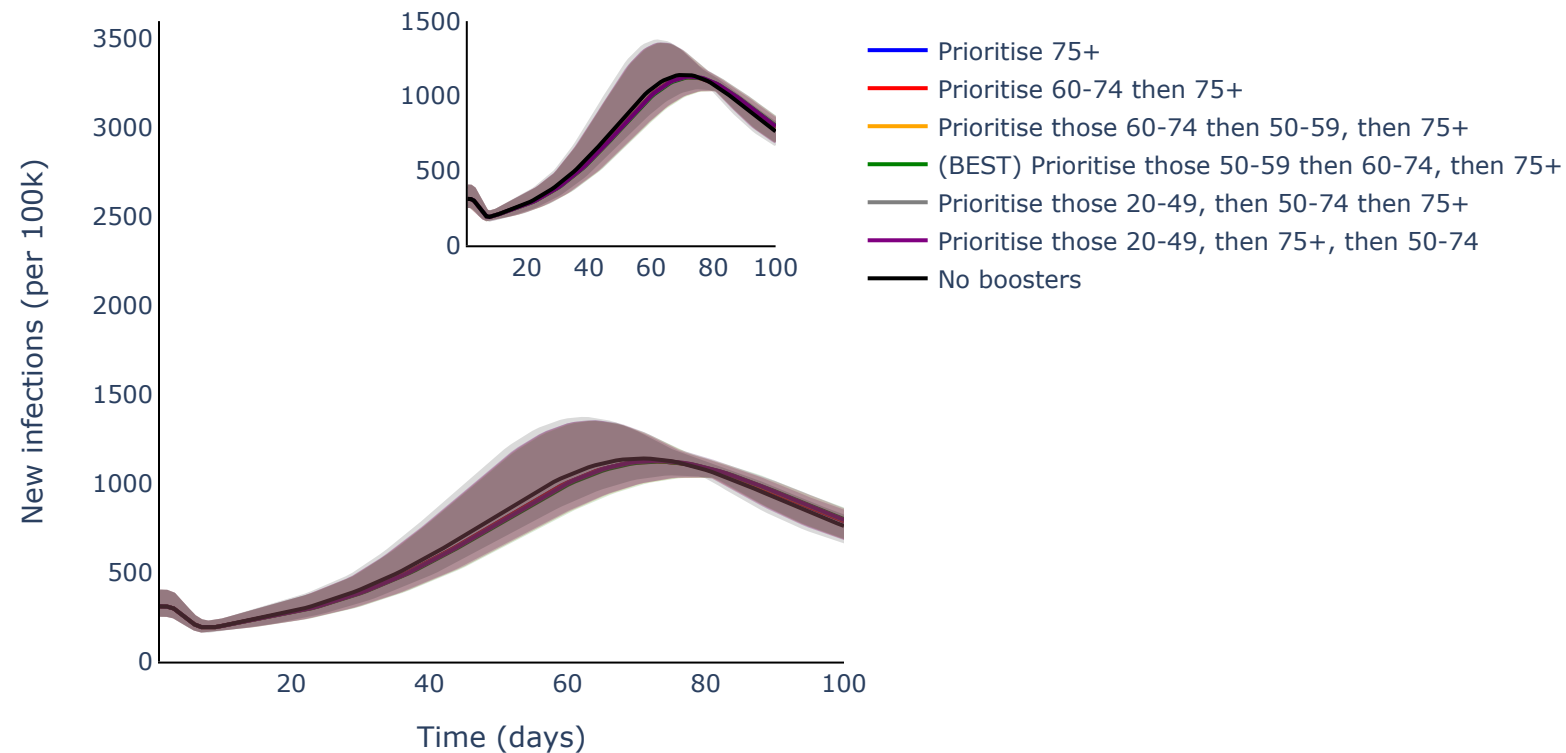 New infections (per 100k)
3500
3000
2500
2000
1500
1000
500
0
20
40
60
80
100
Time (days)
1500
1000
500
0
20
40
60
80
100
Prioritise 75+
Prioritise 60-74 then 75+
Prioritise those 60-74 then 50-59, then 75+
(BEST) Prioritise those 50-59 then 60-74, then 75+
Prioritise those 20-49, then 50-74 then 75+
Prioritise those 20-49, then 75+, then 50-74
No boosters